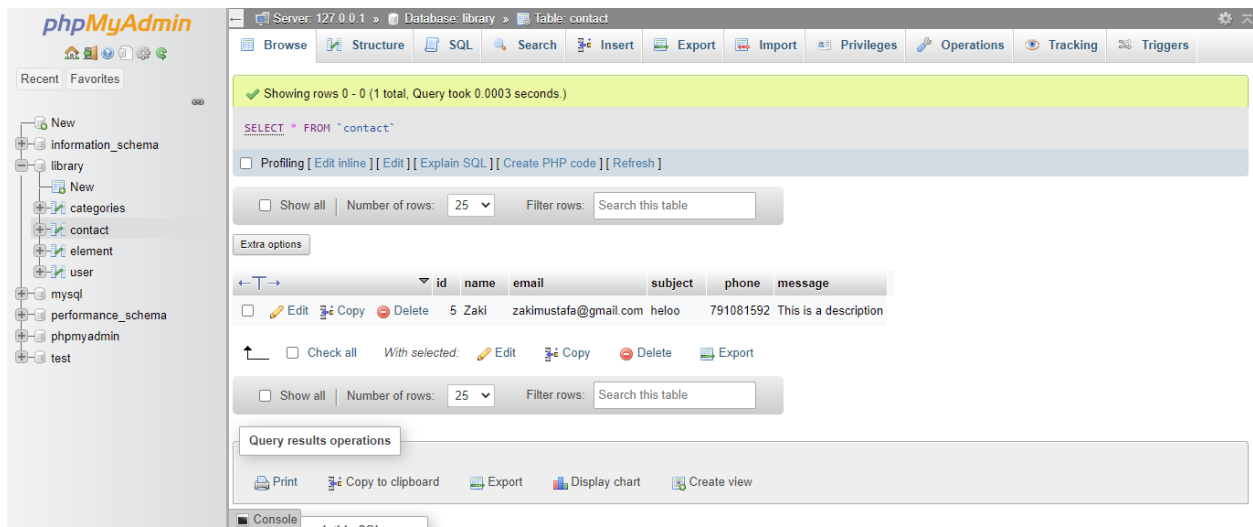 phpMyAdmin
Recent Favorites
New
information_schema
library
New
categories
contact
element
user
mysql
performance_schema
phpmyadmin
test
Server: 127.0.0.1 » Database: library » Table: contact
Browse Structure SQL Search Insert Export Import Privileges Operations Tracking Triggers
Showing rows 0 - 0 (1 total, Query took 0.0003 seconds.)
SELECT * FROM `contact`
Profiling [ Edit inline ] [ Edit ] [ Explain SQL ] [ Create PHP code ] [ Refresh ]
Show all | Number of rows: 25 Filter rows: Search this table
Extra options
←T→ id name email subject phone message
Edit Copy Delete 5 Zaki zakimustafa@gmail.com heloo 791081592 This is a description
Check all With selected: Edit Copy Delete Export
Show all | Number of rows: 25 Filter rows: Search this table
Query results operations
Print Copy to clipboard Export Display chart Create view
Console